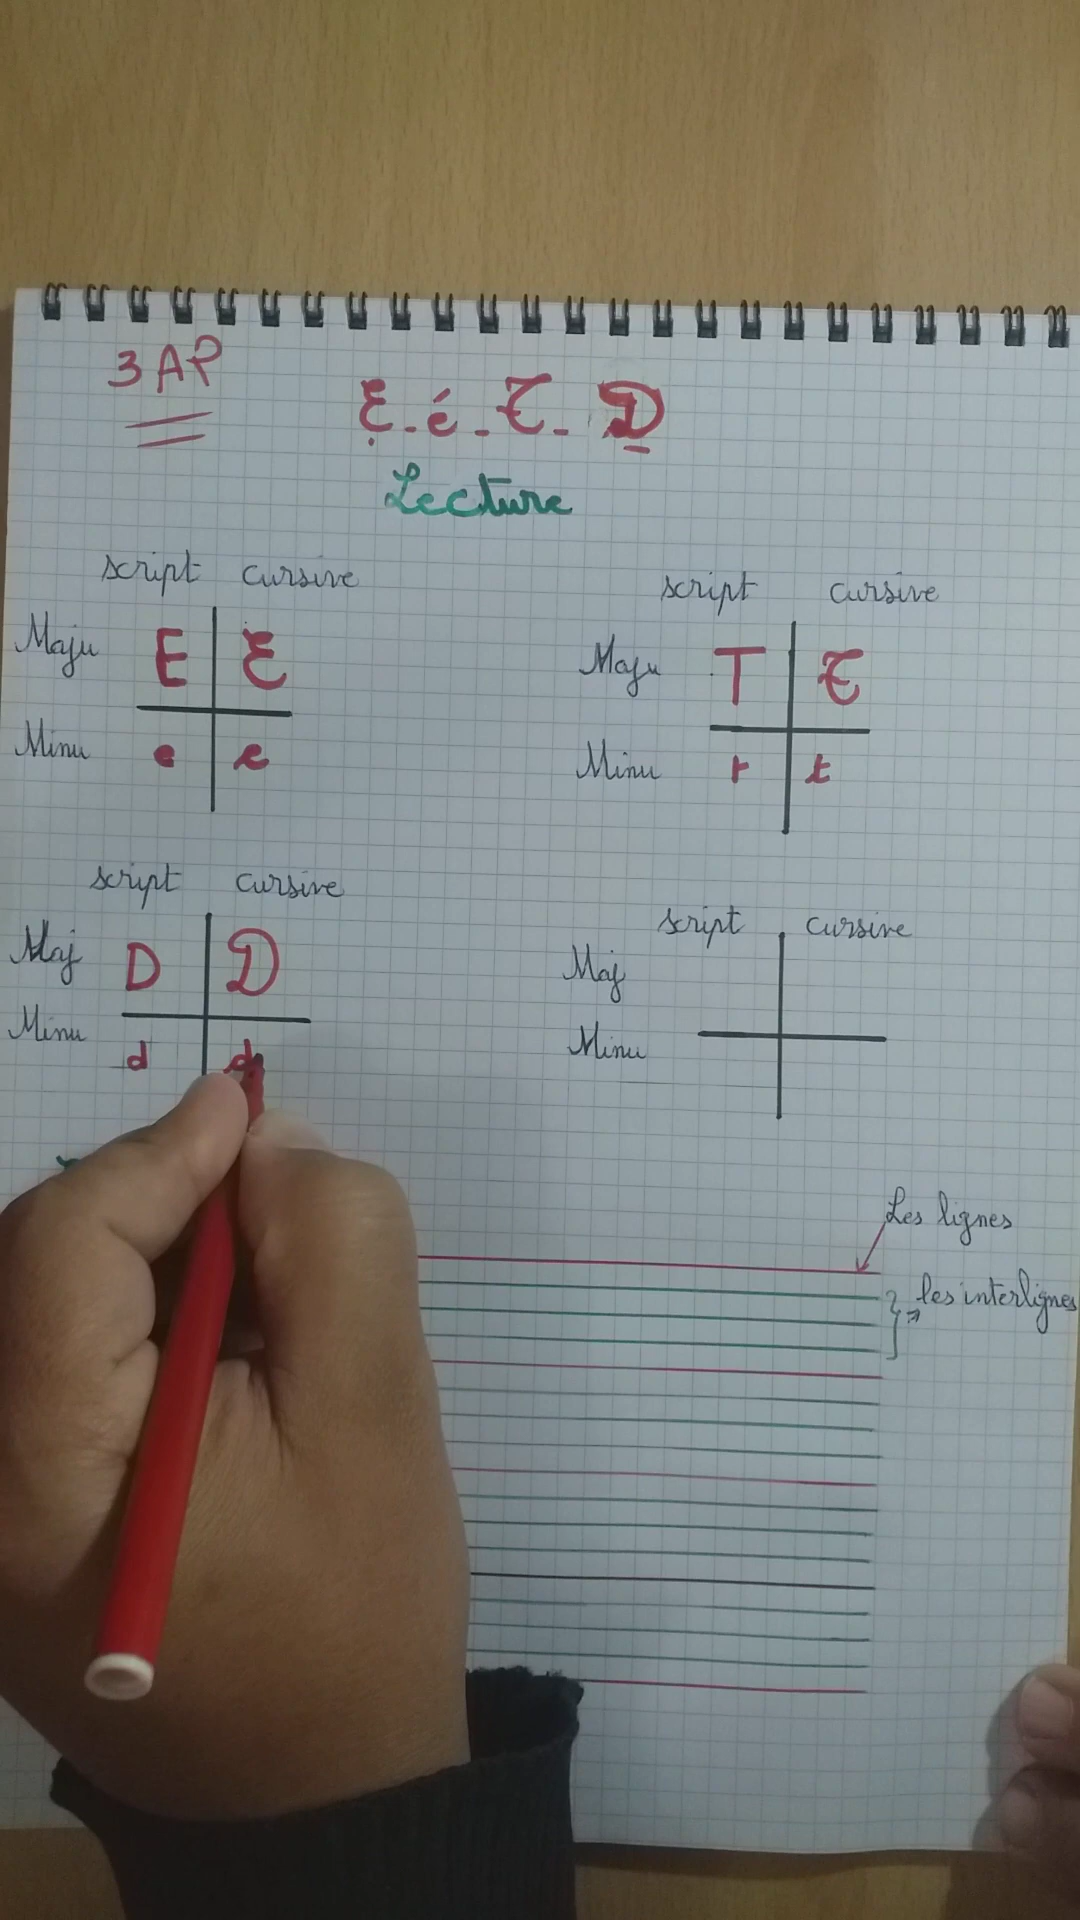 3AP
E. é. T. D
Lecture
script cursive
Maju E E
Minu e e
script cursive
Maju T T
Minu t t
script cursive
Maj D D
Minu d d
script cursive
Maj
Minu
Les lignes
les interlignes